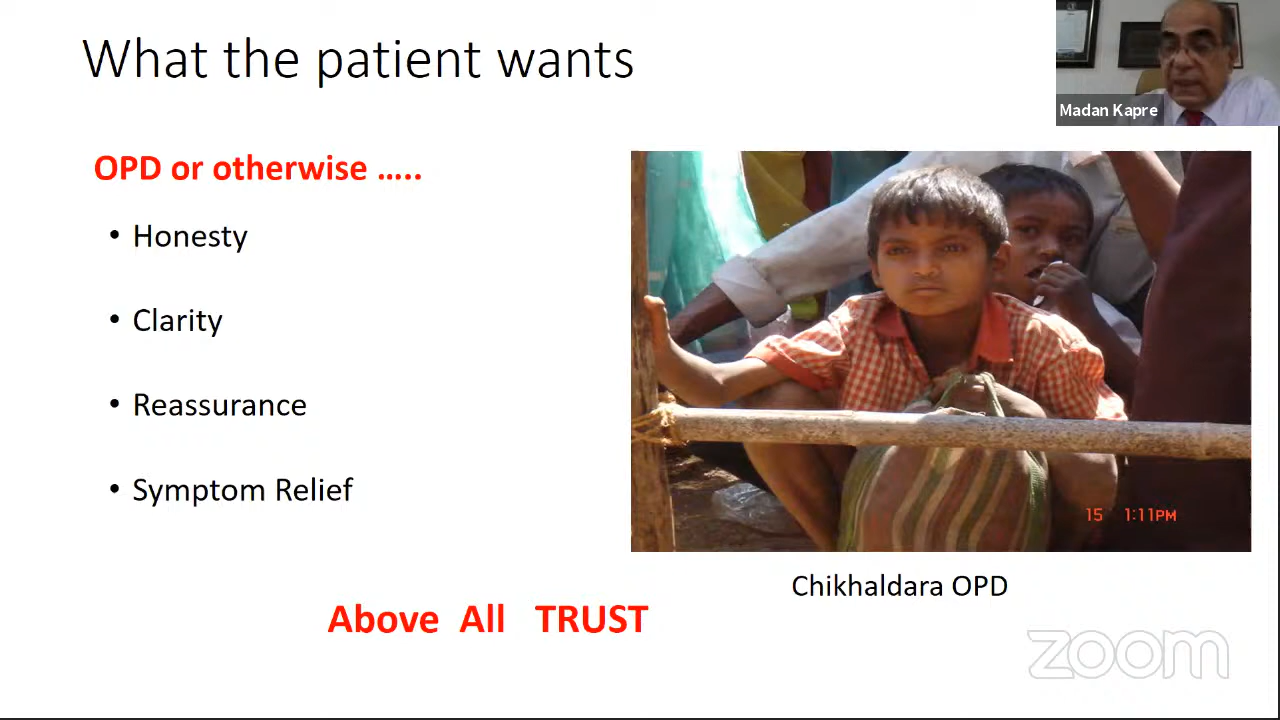 What the patient wants
Madan Kapre
OPD or otherwise …..
• Honesty
• Clarity
• Reassurance
• Symptom Relief
15 1:11PM
Chikhaldara OPD
Above All TRUST
zoom